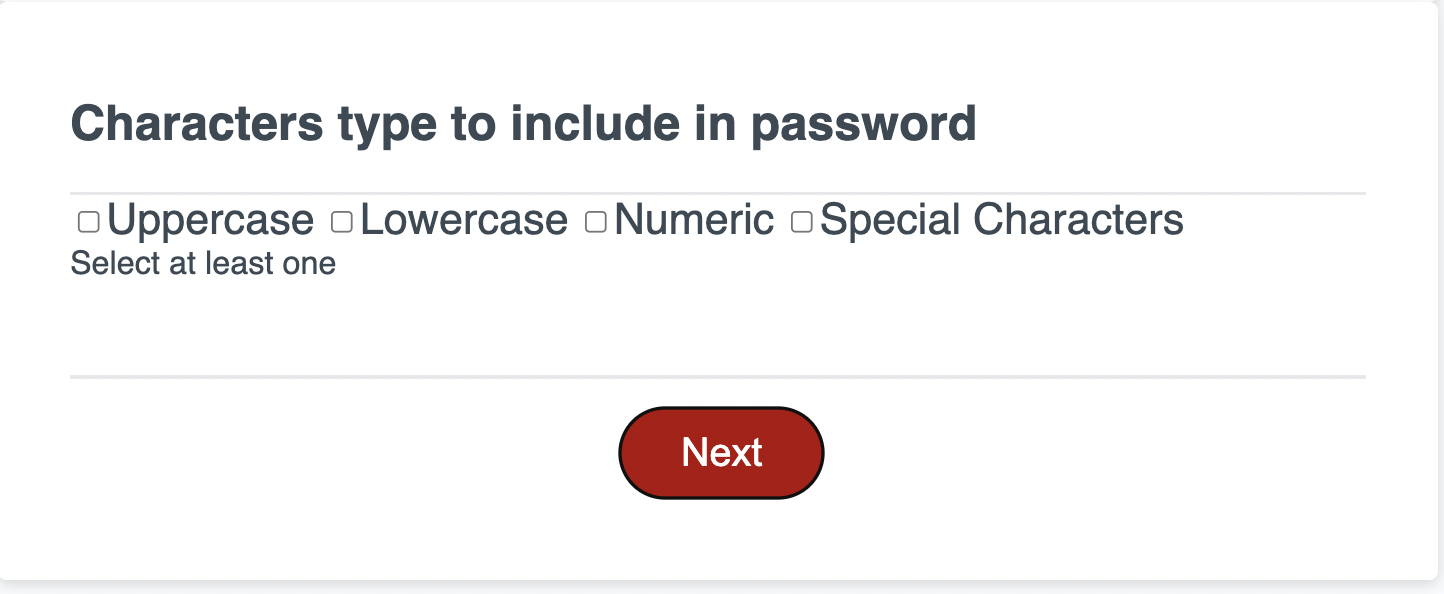 Characters type to include in password
Uppercase Lowercase Numeric Special Characters
Select at least one
Next